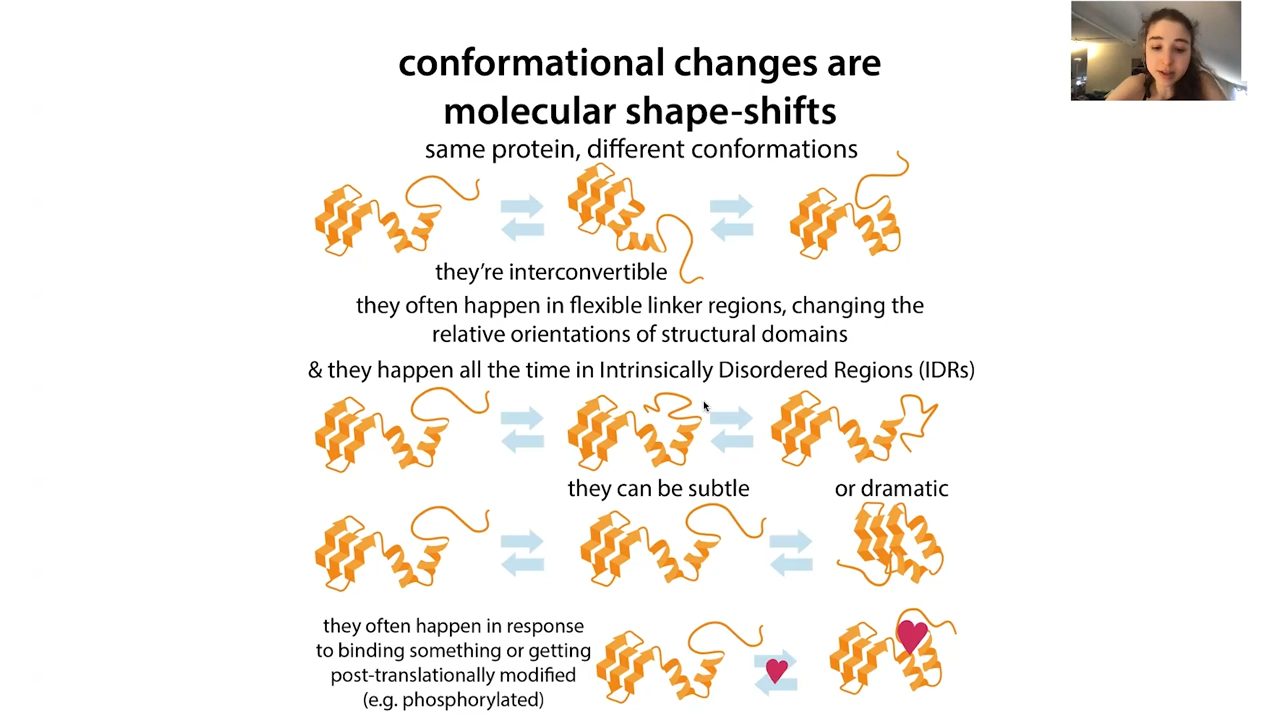 conformational changes are
molecular shape-shifts
same protein, different conformations
they’re interconvertible
they often happen in flexible linker regions, changing the
relative orientations of structural domains
& they happen all the time in Intrinsically Disordered Regions (IDRs)
they can be subtle
or dramatic
they often happen in response
to binding something or getting
post-translationally modified
(e.g. phosphorylated)